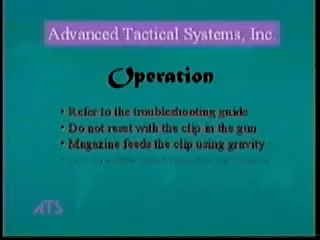 Advanced Tactical Systems, Inc.
Operation
• Refer to the troubleshooting guide
• Do not reset with the clip in the gun
• Magazine feeds the clip using gravity
ATS